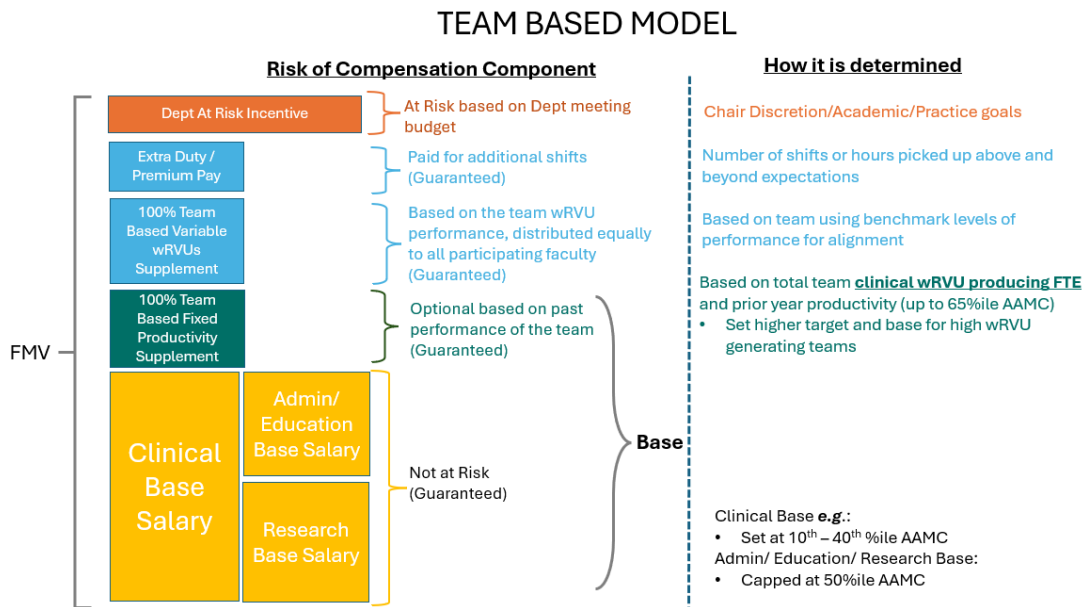 TEAM BASED MODEL
Risk of Compensation Component
How it is determined
FMV
Dept At Risk Incentive
At Risk based on Dept meeting
budget
Chair Discretion/Academic/Practice goals
Extra Duty /
Premium Pay
Paid for additional shifts
(Guaranteed)
Number of shifts or hours picked up above and
beyond expectations
100% Team
Based Variable
wRVUs
Supplement
Based on the team wRVU
performance, distributed equally
to all participating faculty
(Guaranteed)
Based on team using benchmark levels of
performance for alignment
100% Team
Based Fixed
Productivity
Supplement
Optional based on past
performance of the team
(Guaranteed)
Based on total team clinical wRVU producing FTE
and prior year productivity (up to 65%ile AAMC)
• Set higher target and base for high wRVU
generating teams
Clinical
Base
Salary
Admin/
Education
Base Salary
Research
Base Salary
Not at Risk
(Guaranteed)
Base
Clinical Base e.g.:
• Set at 10th – 40th %ile AAMC
Admin/ Education/ Research Base:
• Capped at 50%ile AAMC